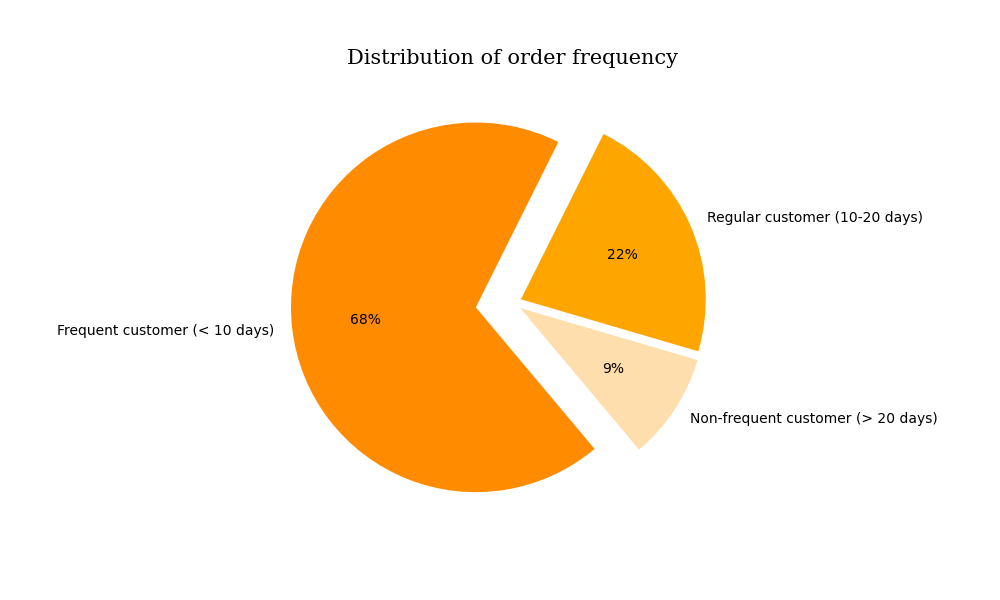 Distribution of order frequency
Regular customer (10-20 days)
22%
68%
Frequent customer (< 10 days)
9%
Non-frequent customer (> 20 days)